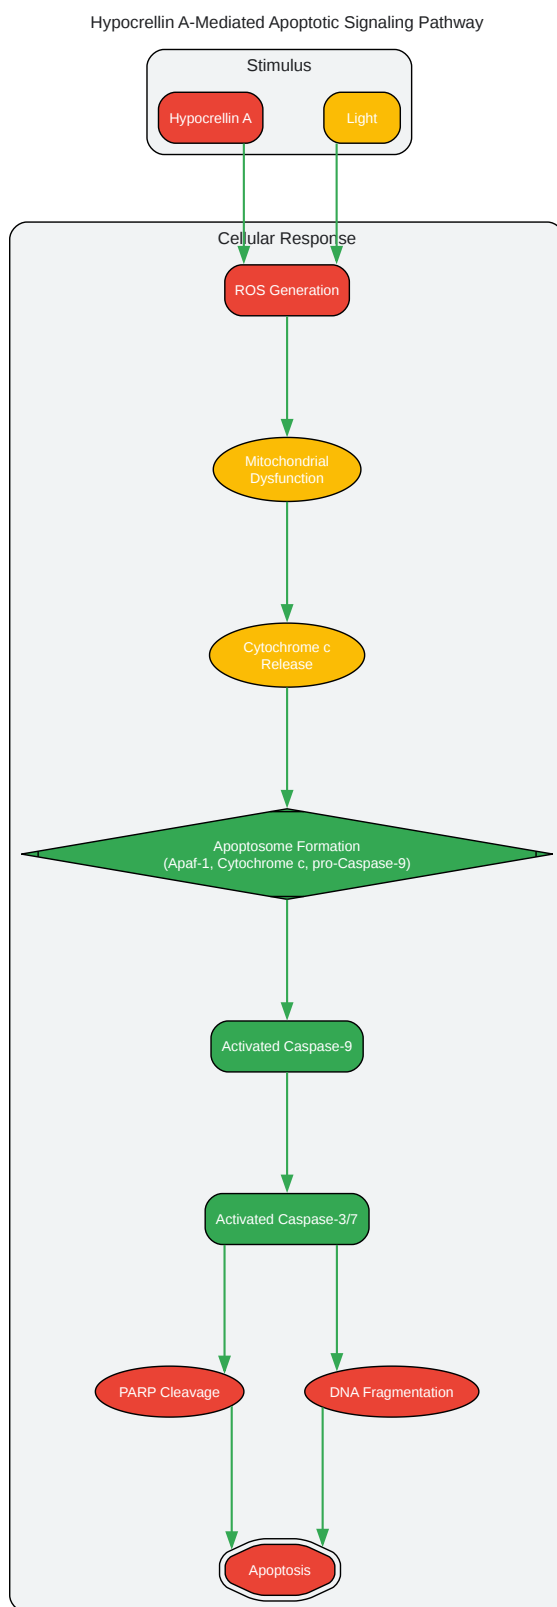 Hypocrellin A-Mediated Apoptotic Signaling Pathway
Stimulus
Hypocrellin A
Light
Cellular Response
ROS Generation
Mitochondrial
Dysfunction
Cytochrome c
Release
Apoptosome Formation
(Apaf-1, Cytochrome c, pro-Caspase-9)
Activated Caspase-9
Activated Caspase-3/7
PARP Cleavage
DNA Fragmentation
Apoptosis